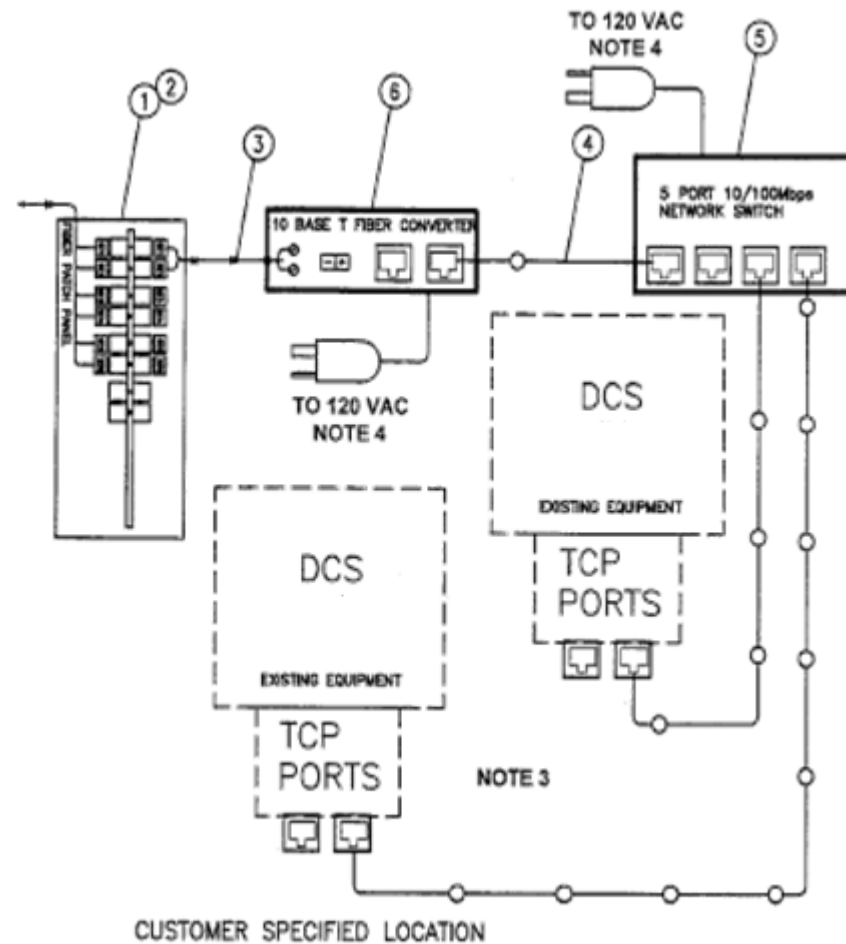 TO 120 VAC
NOTE 4
5
1
2
6
3
4
5 PORT 10/100Mbps
NETWORK SWITCH
10 BASE T FIBER CONVERTER
FIBER PATCH PANEL
- +
TO 120 VAC
NOTE 4
DCS
EXISTING EQUIPMENT
TCP
PORTS
DCS
EXISTING EQUIPMENT
TCP
PORTS
NOTE 3
CUSTOMER SPECIFIED LOCATION